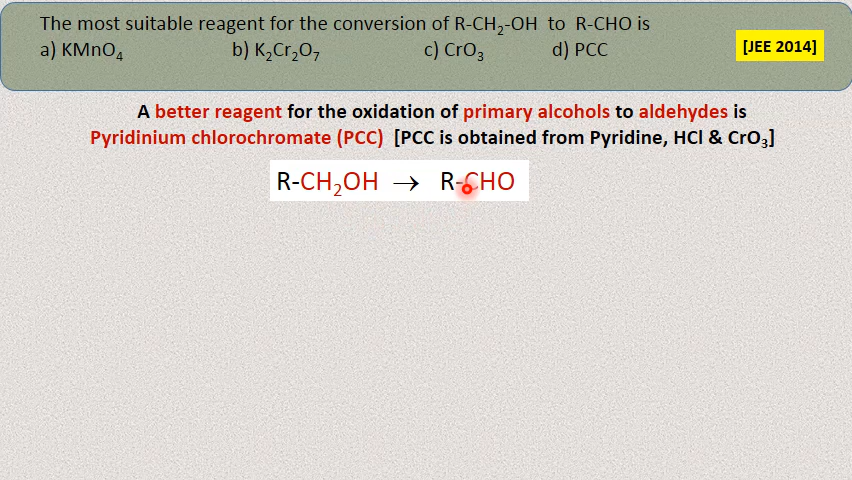 The most suitable reagent for the conversion of R-CH₂-OH to R-CHO is
a) KMnO₄ b) K₂Cr₂O₇ c) CrO₃ d) PCC
[JEE 2014]
A better reagent for the oxidation of primary alcohols to aldehydes is
Pyridinium chlorochromate (PCC) [PCC is obtained from Pyridine, HCl & CrO₃]
R-CH₂OH → R-CHO